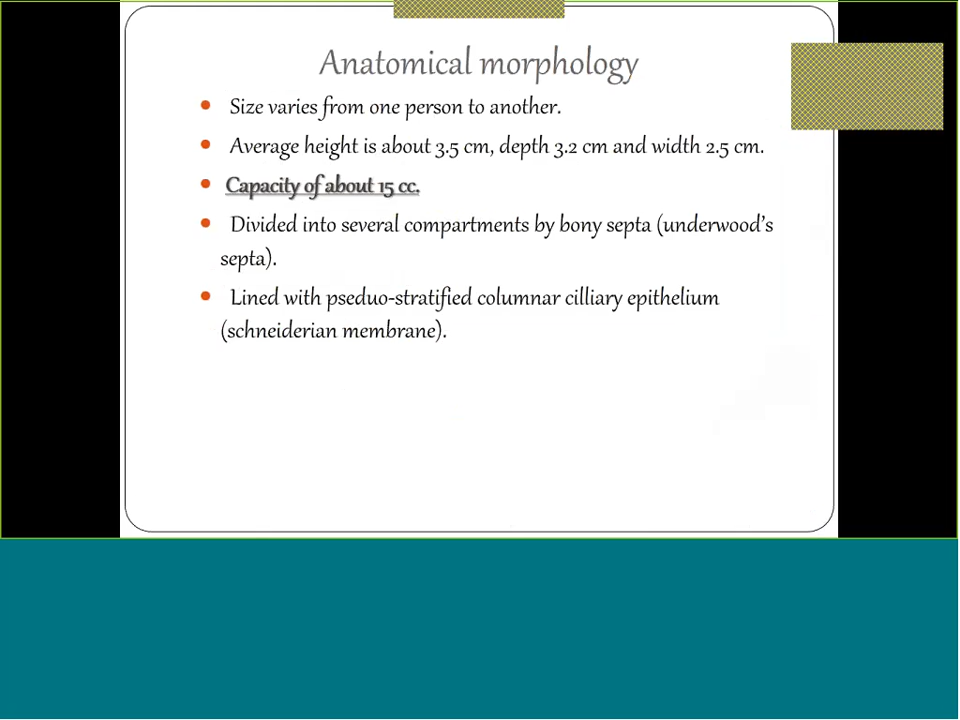 Anatomical morphology
Size varies from one person to another.
Average height is about 3.5 cm, depth 3.2 cm and width 2.5 cm.
Capacity of about 15 cc.
Divided into several compartments by bony septa (underwood's
septa).
Lined with pseduo-stratified columnar cilliary epithelium
(schneiderian membrane).